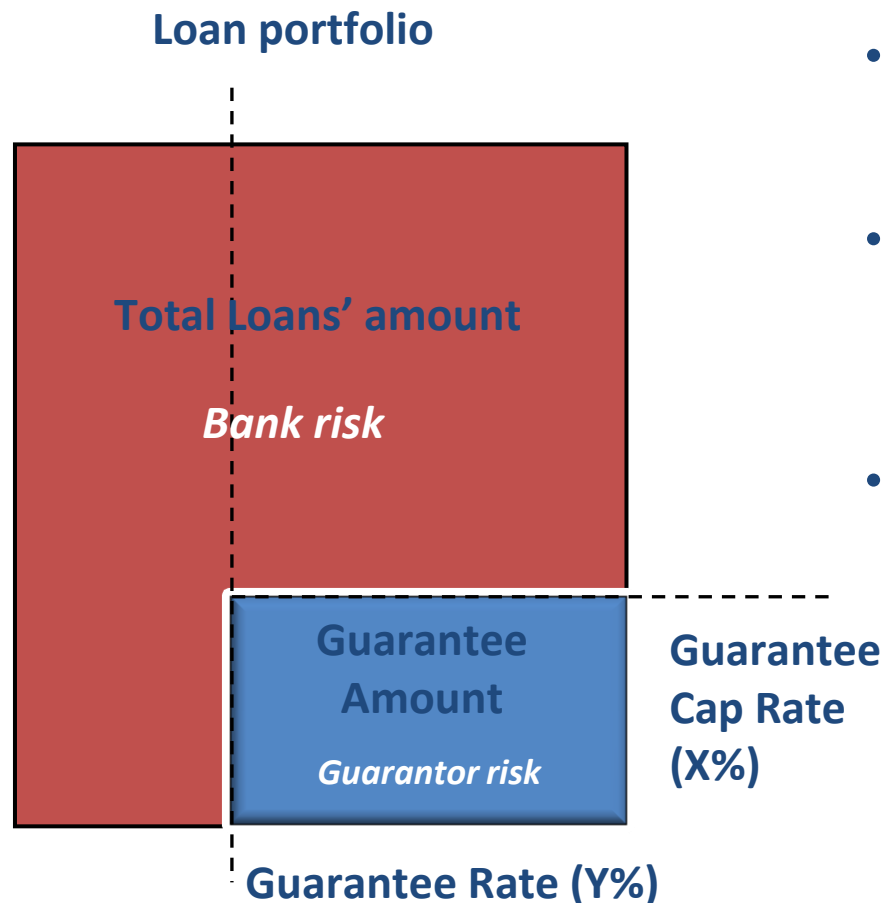 Loan portfolio
Total Loans’ amount
Bank risk
Guarantee
Amount
Guarantor risk
Guarantee
Cap Rate
(X%)
Guarantee Rate (Y%)